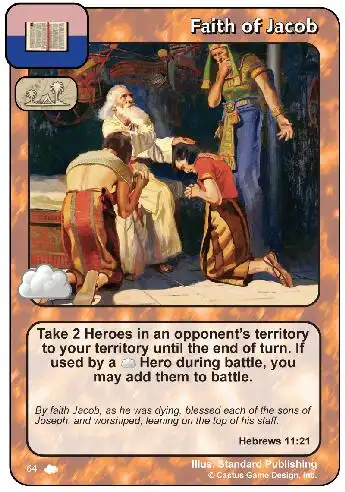 Faith of Jacob
Take 2 Heroes in an opponent's territory
to your territory until the end of turn. If
used by a Hero during battle, you
may add them to battle.
By faith Jacob, as he was dying, blessed each of the sons of
Joseph, and worshiped, leaning on the top of his staff.
Hebrews 11:21
64
Illus. Standard Publishing
© Cactus Game Design, Inc.